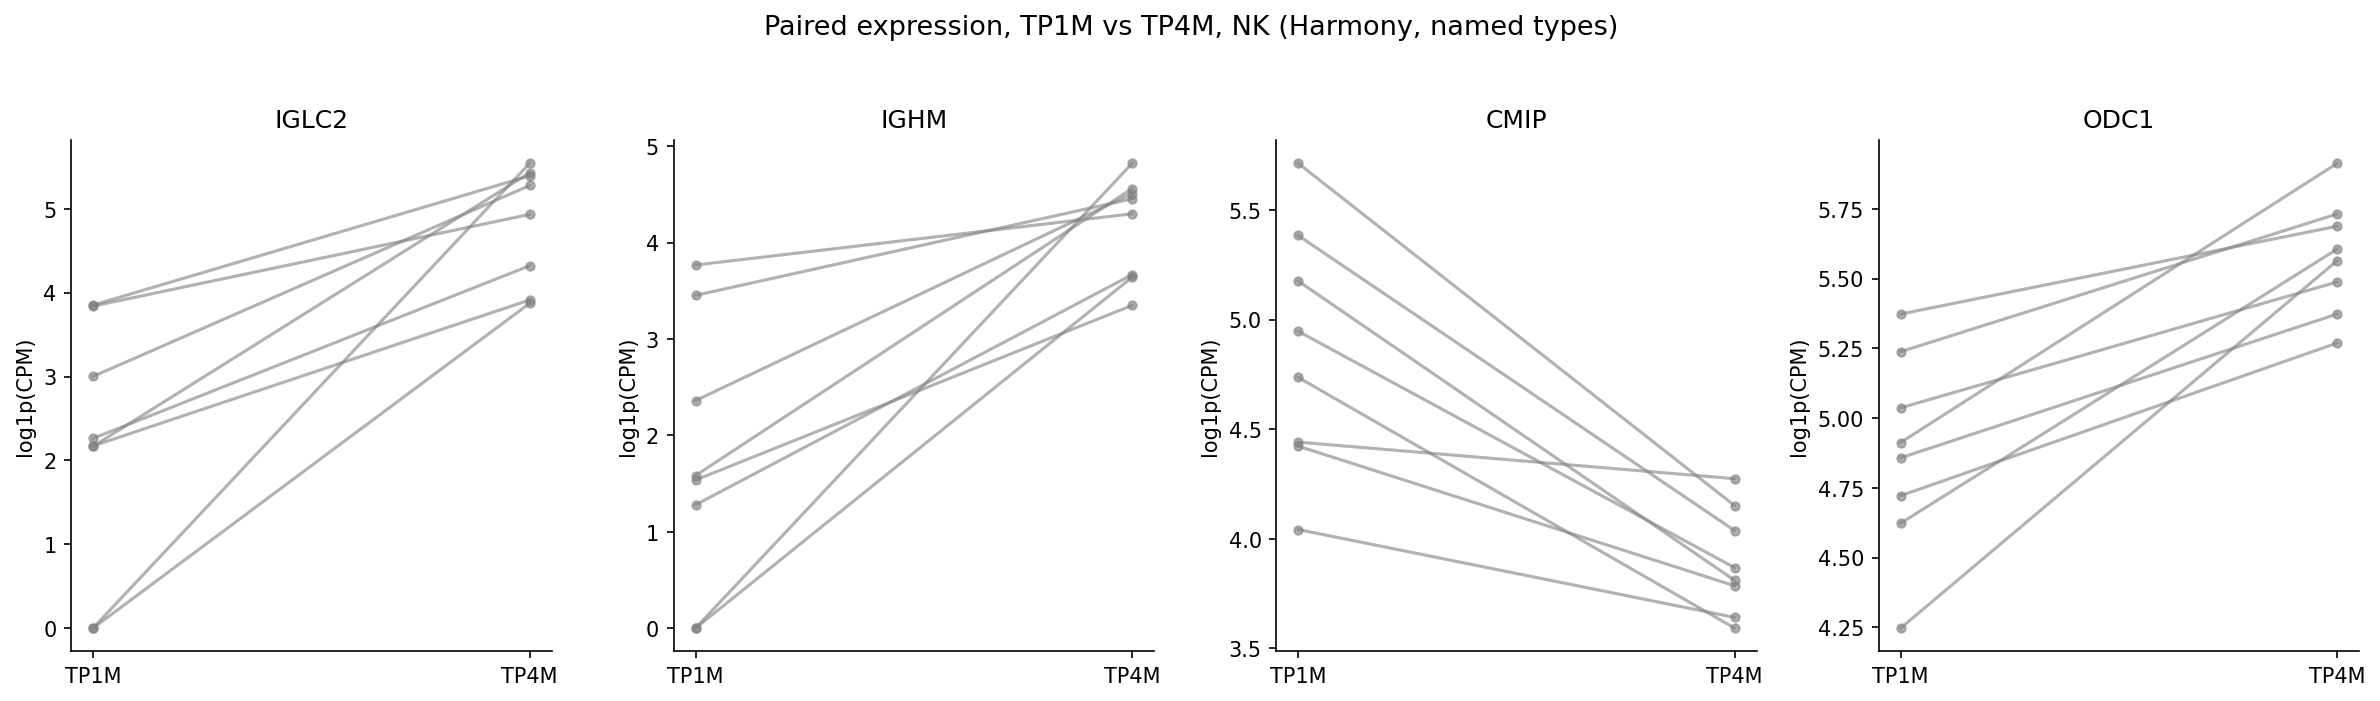 Paired expression, TP1M vs TP4M, NK (Harmony, named types)
IGLC2
log1p(CPM)
5
4
3
2
1
0
TP1M TP4M
IGHM
log1p(CPM)
5
4
3
2
1
0
TP1M TP4M
CMIP
log1p(CPM)
5.5
5.0
4.5
4.0
3.5
TP1M TP4M
ODC1
log1p(CPM)
5.75
5.50
5.25
5.00
4.75
4.50
4.25
TP1M TP4M